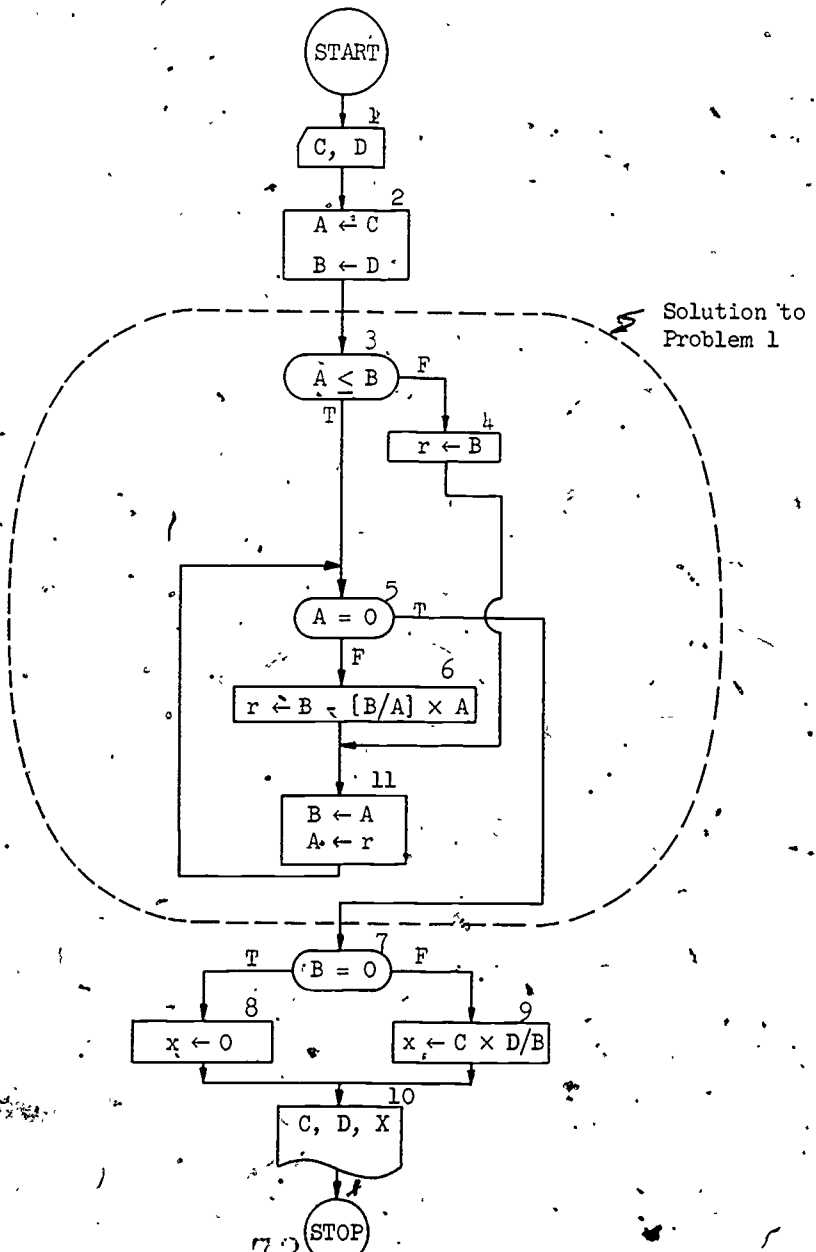 START
1
C, D
2
A ← C
B ← D
Solution to
Problem 1
3
A ≤ B
F
T
4
r ← B
5
A = 0
T
F
6
r ← B - [B/A] × A
11
B ← A
A ← r
7
T
B = 0
F
8
x ← 0
9
x ← C × D/B
10
C, D, X
STOP